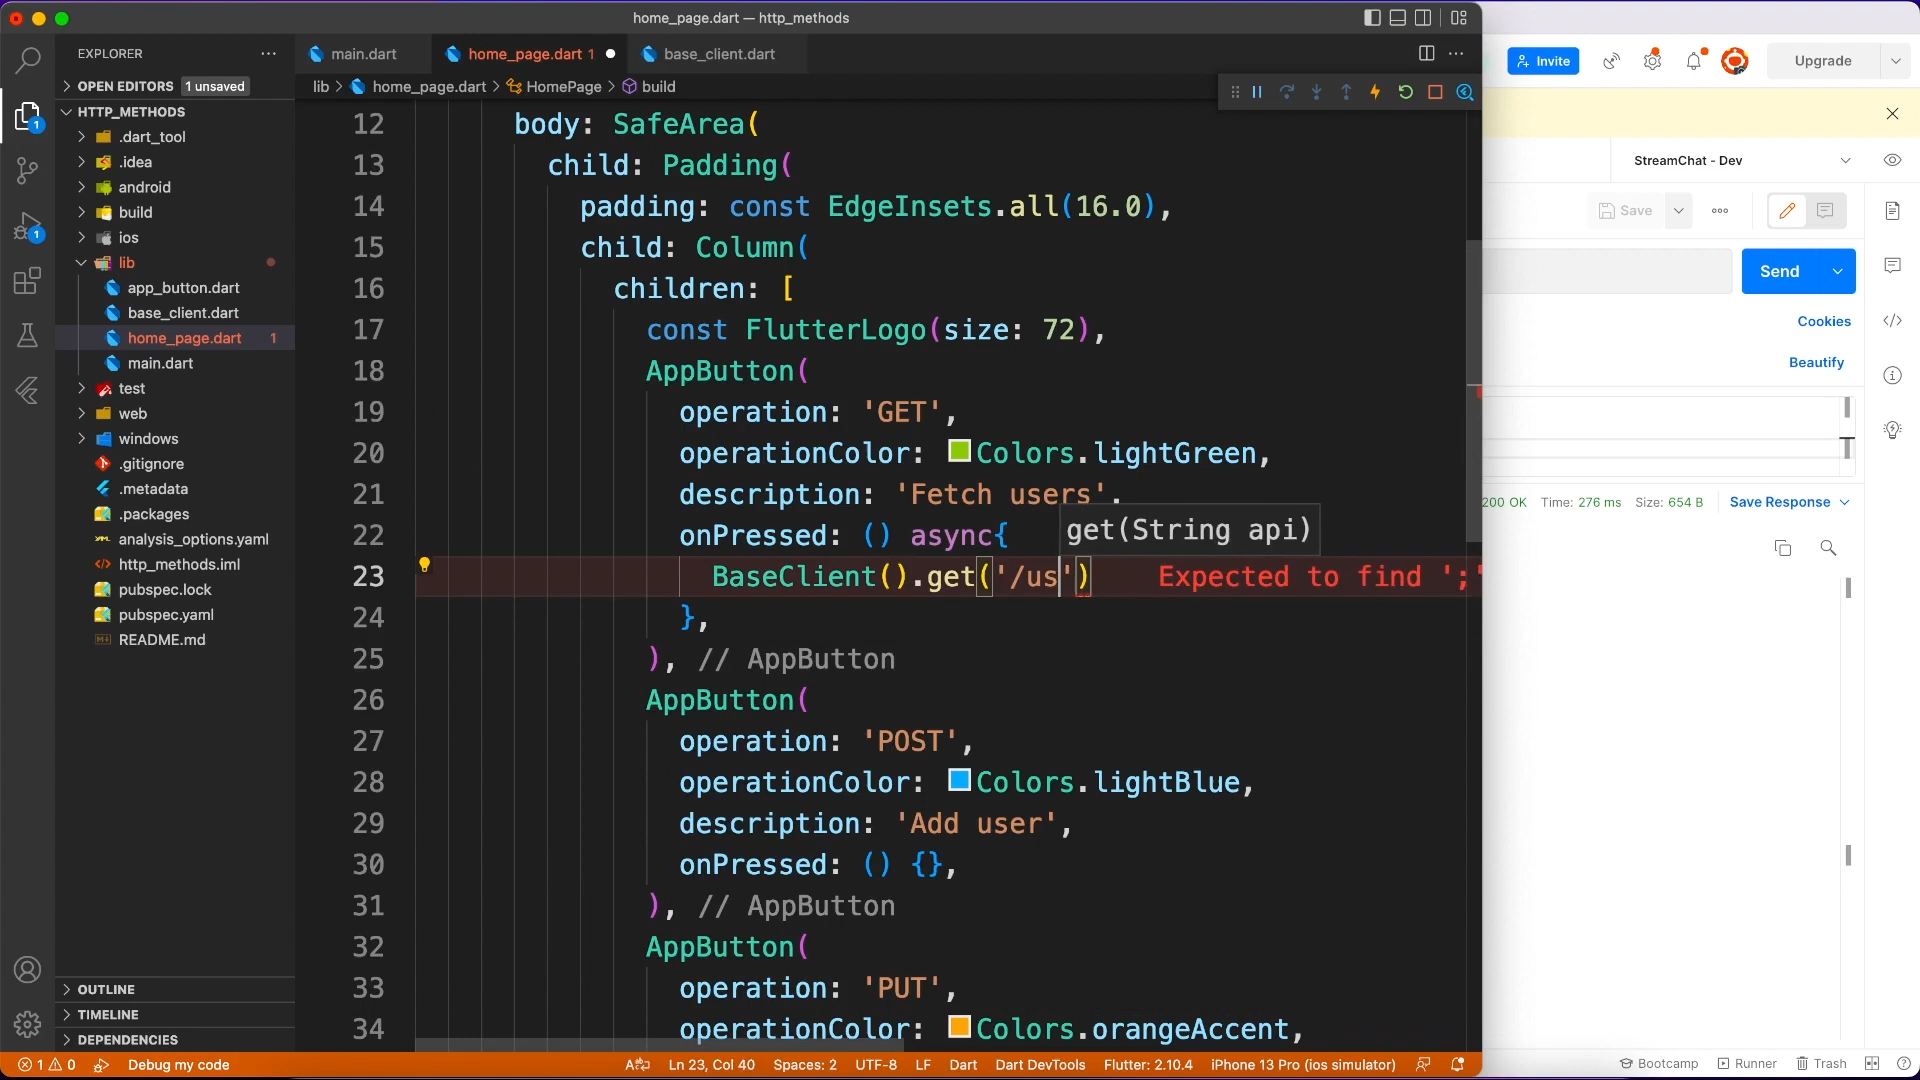 home_page.dart — http_methods
EXPLORER
OPEN EDITORS 1 unsaved
HTTP_METHODS
.dart_tool
.idea
android
build
ios
lib
app_button.dart
base_client.dart
home_page.dart 1
main.dart
test
web
windows
.gitignore
.metadata
.packages
analysis_options.yaml
http_methods.iml
pubspec.lock
pubspec.yaml
README.md
OUTLINE
TIMELINE
DEPENDENCIES
1
1
main.dart
home_page.dart 1
base_client.dart
lib > home_page.dart > HomePage > build
12 body: SafeArea(
13 child: Padding(
14 padding: const EdgeInsets.all(16.0),
15 child: Column(
16 children: [
17 const FlutterLogo(size: 72),
18 AppButton(
19 operation: 'GET',
20 operationColor: Colors.lightGreen,
21 description: 'Fetch users',
22 onPressed: () async{
get(String api)
23 BaseClient().get('/us') Expected to find ';'
24 },
25 ), // AppButton
26 AppButton(
27 operation: 'POST',
28 operationColor: Colors.lightBlue,
29 description: 'Add user',
30 onPressed: () {},
31 ), // AppButton
32 AppButton(
33 operation: 'PUT',
34 operationColor: Colors.orangeAccent,
1 0 Debug my code
Ln 23, Col 40 Spaces: 2 UTF-8 LF Dart Dart DevTools Flutter: 2.10.4 iPhone 13 Pro (ios simulator)
Invite
Upgrade
StreamChat - Dev
Save
Send
Cookies
Beautify
200 OK Time: 276 ms Size: 654 B Save Response
Bootcamp Runner Trash